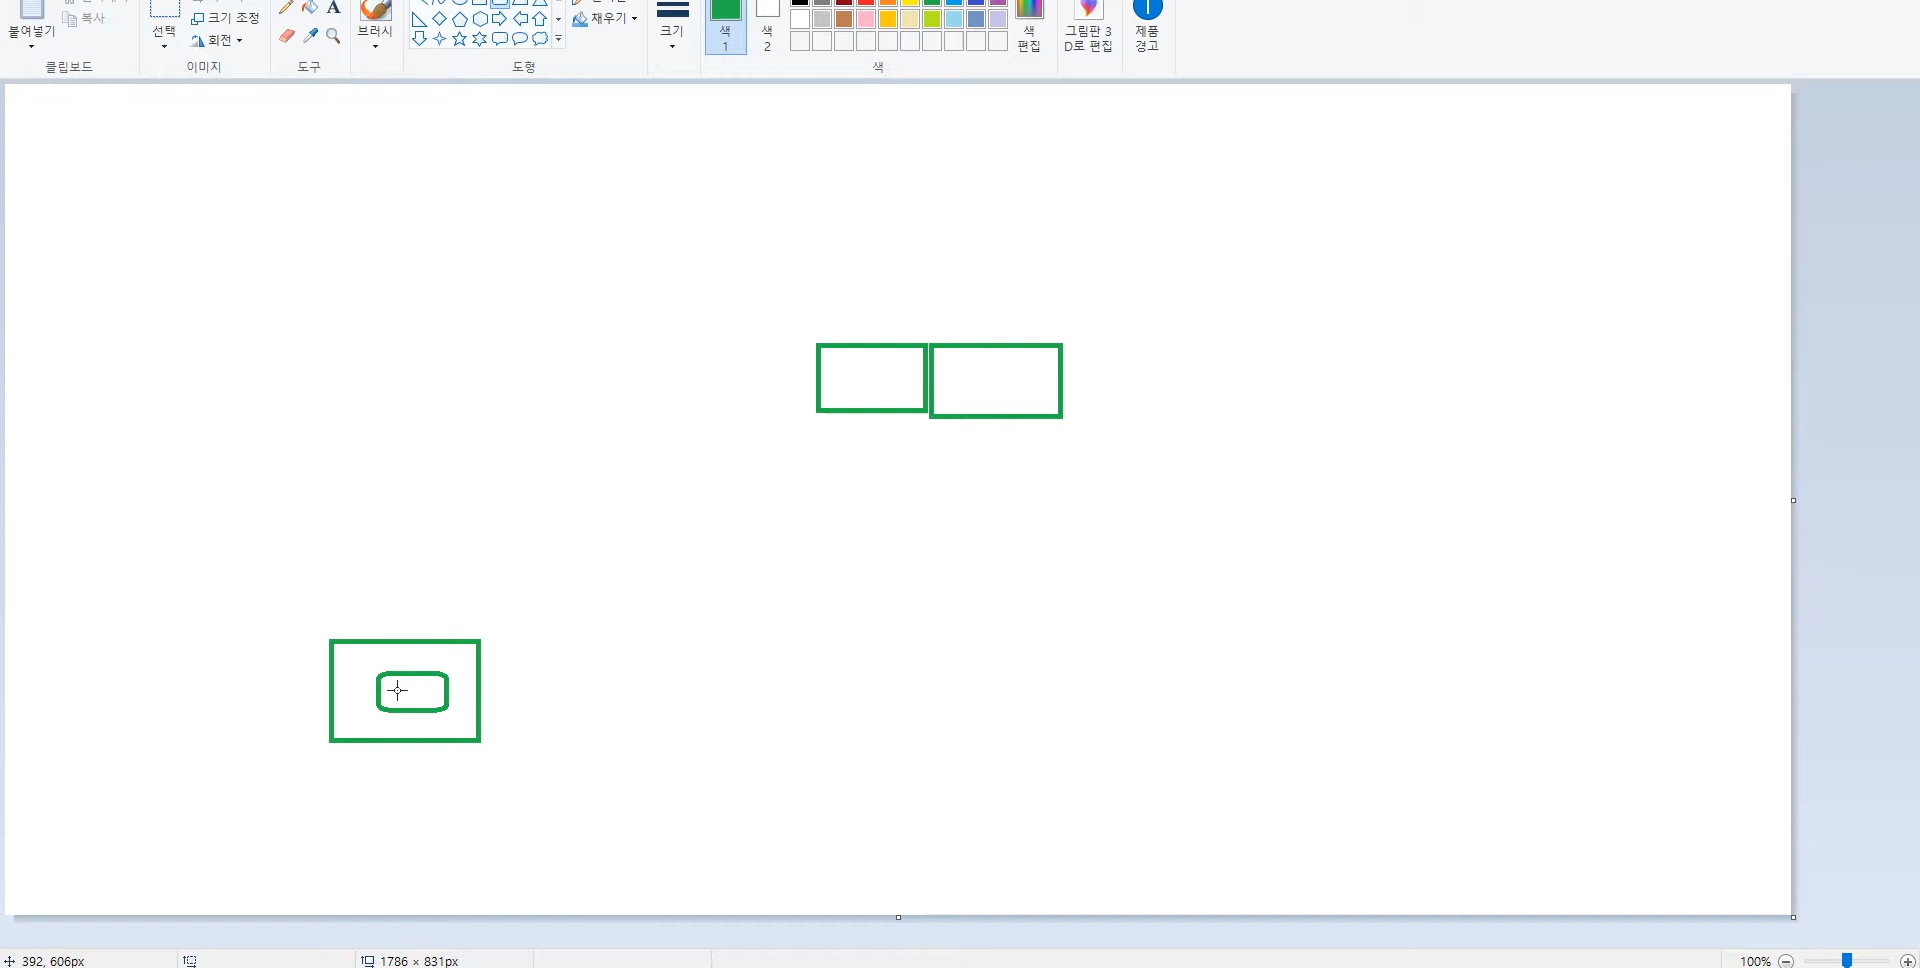 붙여넣기
복사
선택
크기 조정
회전
A
브러시
채우기
크기
색
1
색
2
색
편집
그림판 3
D로 편집
제품
경고
클립보드
이미지
도구
도형
색
392, 606px
1786 × 831px
100%